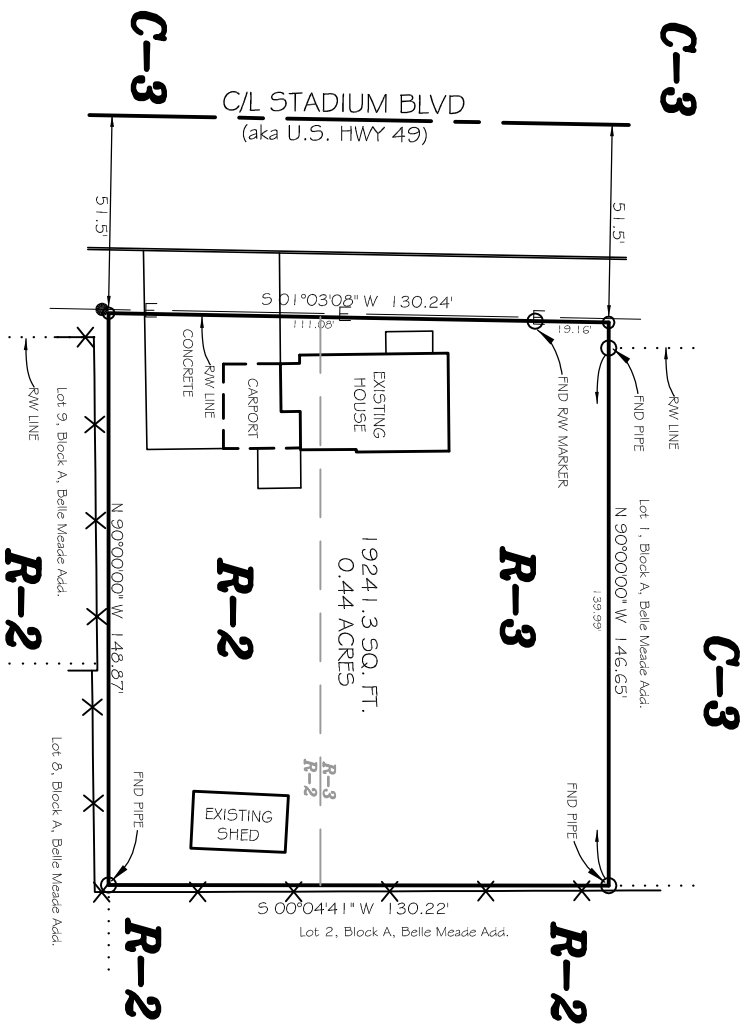 C-3
C-3
C/L STADIUM BLVD
(aka U.S. HWY 49)
51.5'
51.5'
S 01°03'08" W 130.24'
E
E
E
111.08'
19.16'
R/W LINE
CONCRETE
R/W LINE
CARPORT
EXISTING
HOUSE
FND R/W MARKER
FND PIPE
R/W LINE
Lot 9, Block A, Belle Meade Add.
N 90°00'00" W 148.87'
R-2
R-2
19241.3 SQ. FT.
0.44 ACRES
R-3
139.99'
N 90°00'00" W 146.65'
Lot 1, Block A, Belle Meade Add.
C-3
R-3
R-2
Lot 8, Block A, Belle Meade Add.
FND PIPE
EXISTING
SHED
FND PIPE
S 00°04'41" W 130.22'
Lot 2, Block A, Belle Meade Add.
R-2
R-2